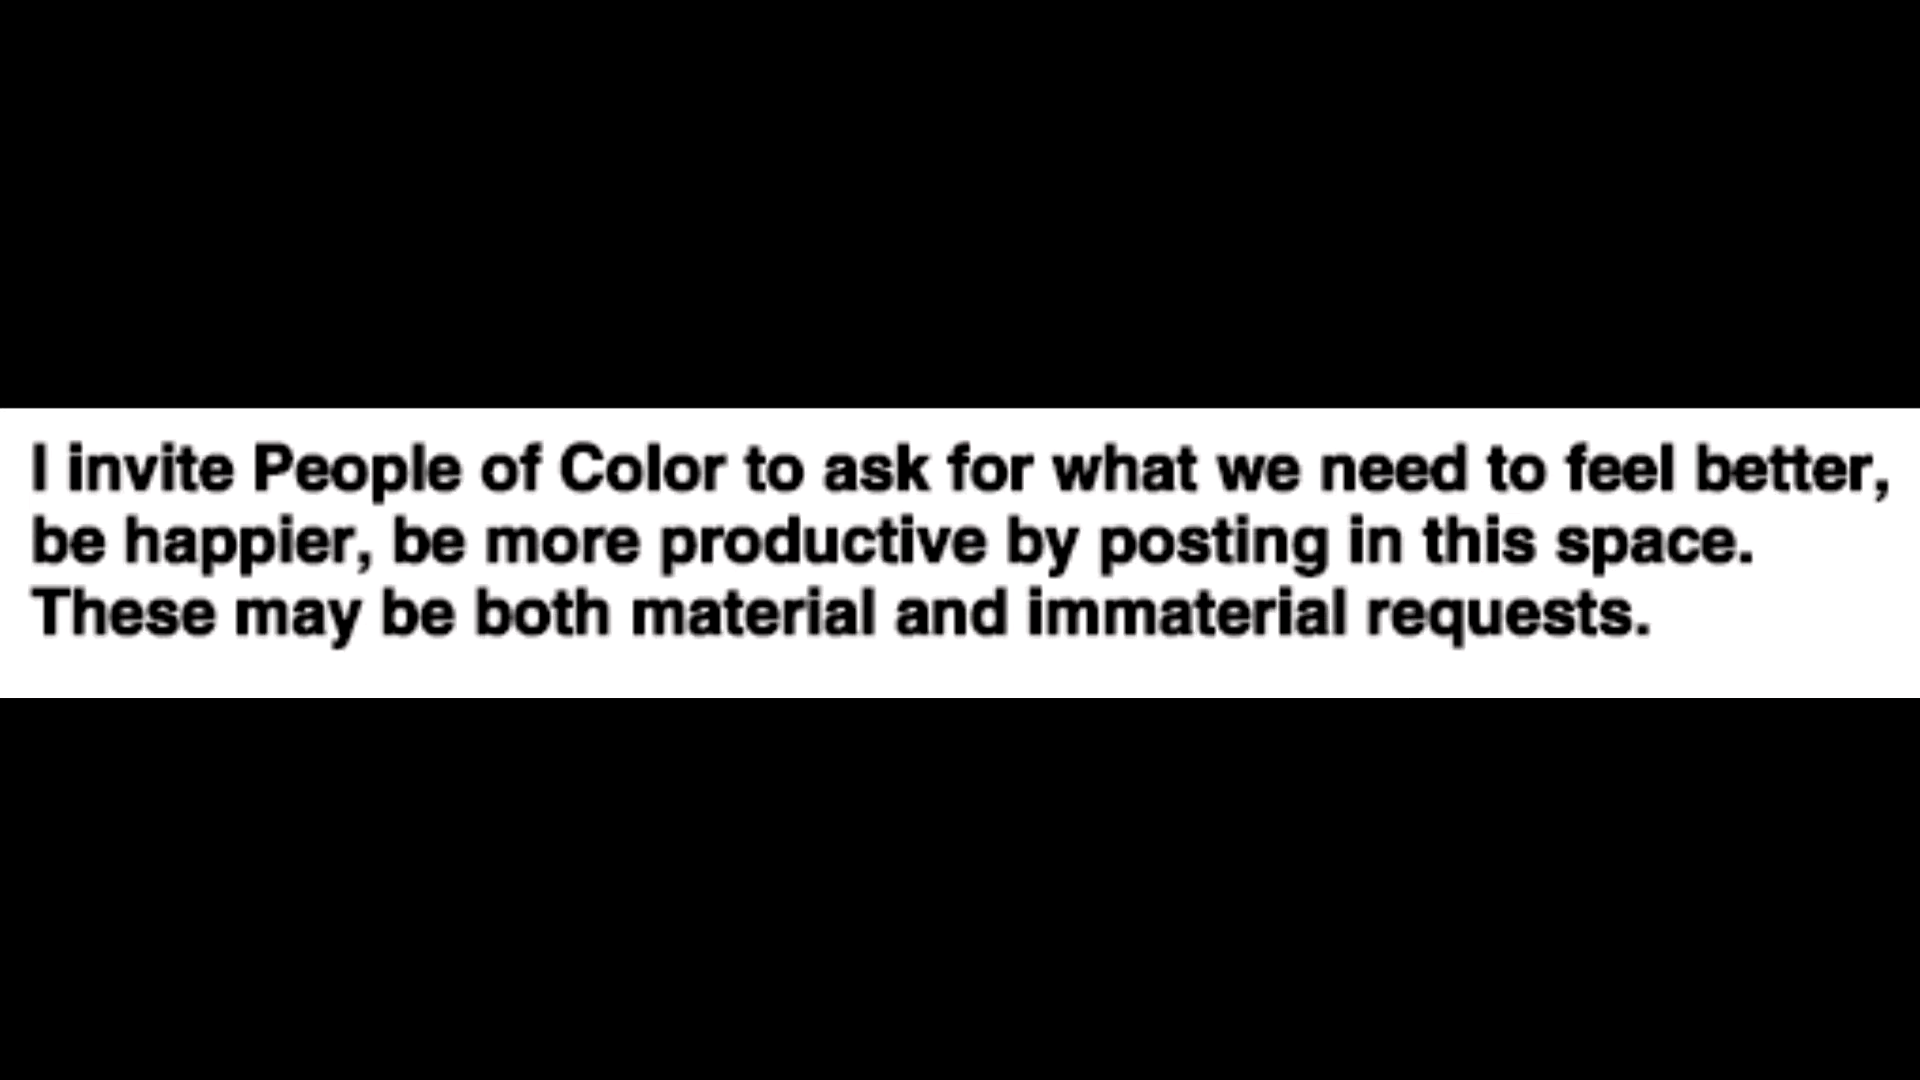 I invite People of Color to ask for what we need to feel better,
be happier, be more productive by posting in this space.
These may be both material and immaterial requests.